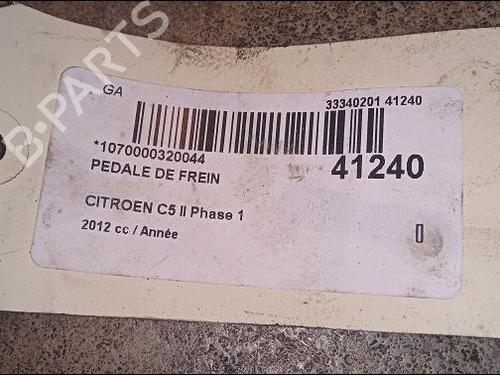 B-PARTS
GA
33340201 41240
*1070000320044
PEDALE DE FREIN
41240
CITROEN C5 II Phase 1
2012 cc / Année